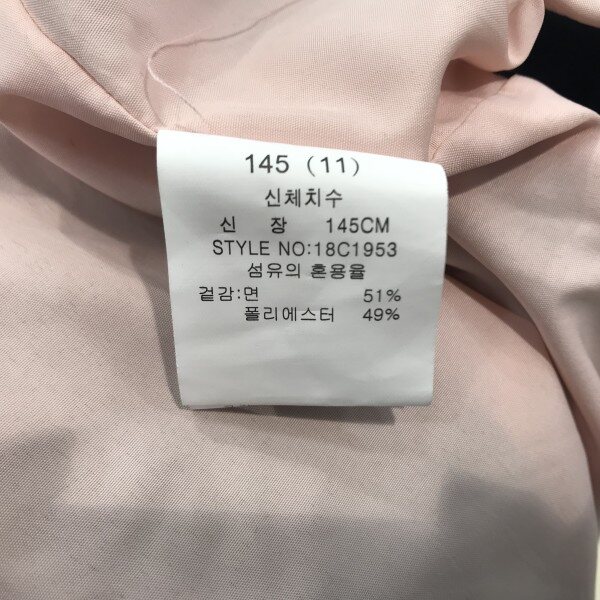 145 (11)
신체치수
신 장 145CM
STYLE NO:18C1953
섬유의 혼용율
겉감:면 51%
폴리에스터 49%